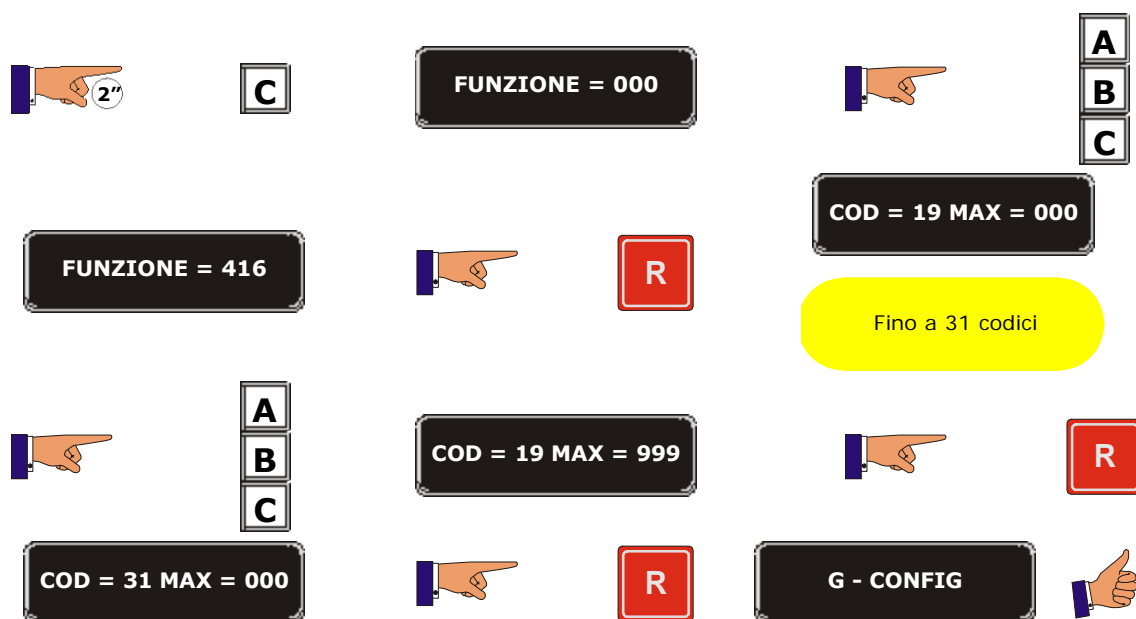 2”
C
FUNZIONE = 000
A
B
C
FUNZIONE = 416
R
COD = 19 MAX = 000
Fino a 31 codici
A
B
C
COD = 19 MAX = 999
R
COD = 31 MAX = 000
R
G - CONFIG